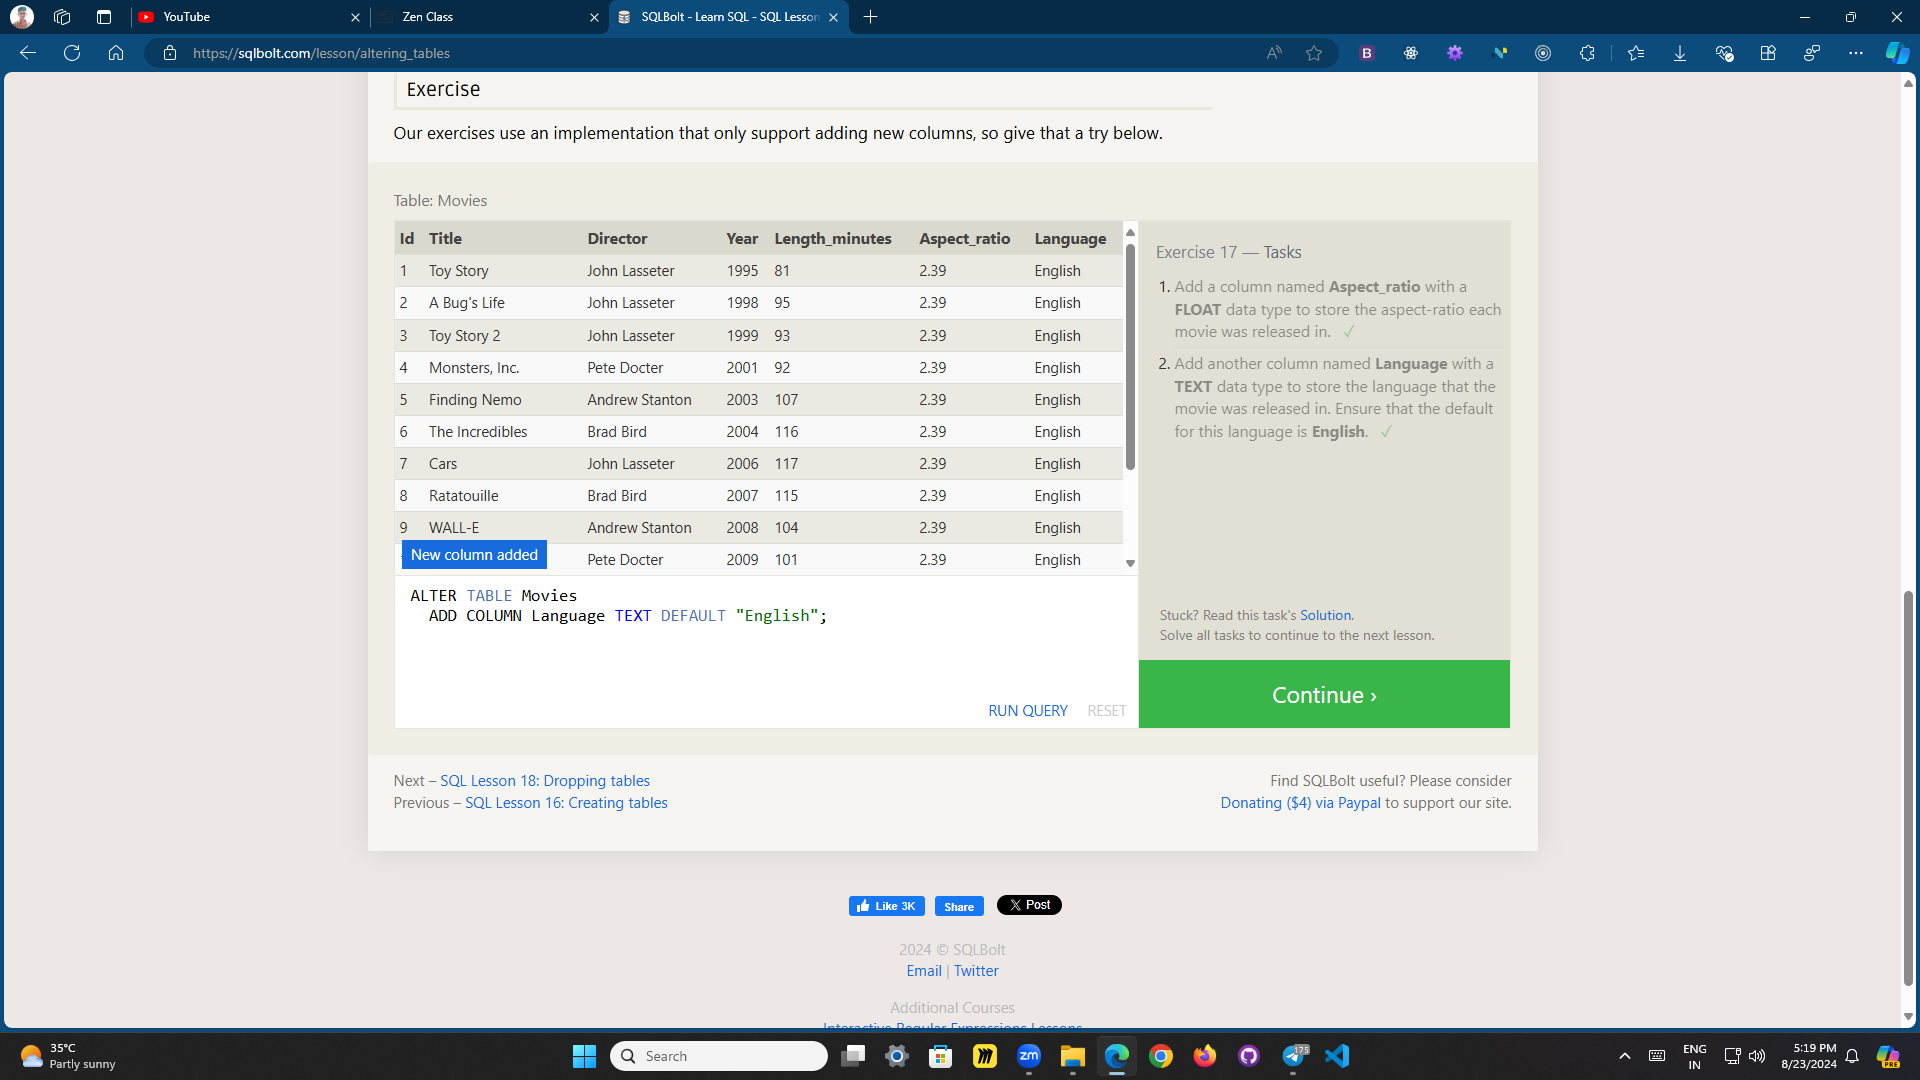 YouTube
Zen Class
SQLBolt - Learn SQL - SQL Lesson
https://sqlbolt.com/lesson/altering_tables
Exercise
Our exercises use an implementation that only support adding new columns, so give that a try below.
Table: Movies
Id Title Director Year Length_minutes Aspect_ratio Language
1 Toy Story John Lasseter 1995 81 2.39 English
2 A Bug's Life John Lasseter 1998 95 2.39 English
3 Toy Story 2 John Lasseter 1999 93 2.39 English
4 Monsters, Inc. Pete Docter 2001 92 2.39 English
5 Finding Nemo Andrew Stanton 2003 107 2.39 English
6 The Incredibles Brad Bird 2004 116 2.39 English
7 Cars John Lasseter 2006 117 2.39 English
8 Ratatouille Brad Bird 2007 115 2.39 English
9 WALL-E Andrew Stanton 2008 104 2.39 English
Pete Docter 2009 101 2.39 English
New column added
ALTER TABLE Movies
ADD COLUMN Language TEXT DEFAULT "English";
RUN QUERY RESET
Exercise 17 — Tasks
1. Add a column named Aspect_ratio with a
FLOAT data type to store the aspect-ratio each
movie was released in. ✓
2. Add another column named Language with a
TEXT data type to store the language that the
movie was released in. Ensure that the default
for this language is English. ✓
Stuck? Read this task's Solution.
Solve all tasks to continue to the next lesson.
Continue ›
Next – SQL Lesson 18: Dropping tables
Previous – SQL Lesson 16: Creating tables
Find SQLBolt useful? Please consider
Donating ($4) via Paypal to support our site.
Like 3K Share Post
2024 © SQLBolt
Email | Twitter
Additional Courses
Interactive Regular Expressions Lessons
35°C
Partly sunny
Search
zm
175
ENG
IN
5:19 PM
8/23/2024
PRE